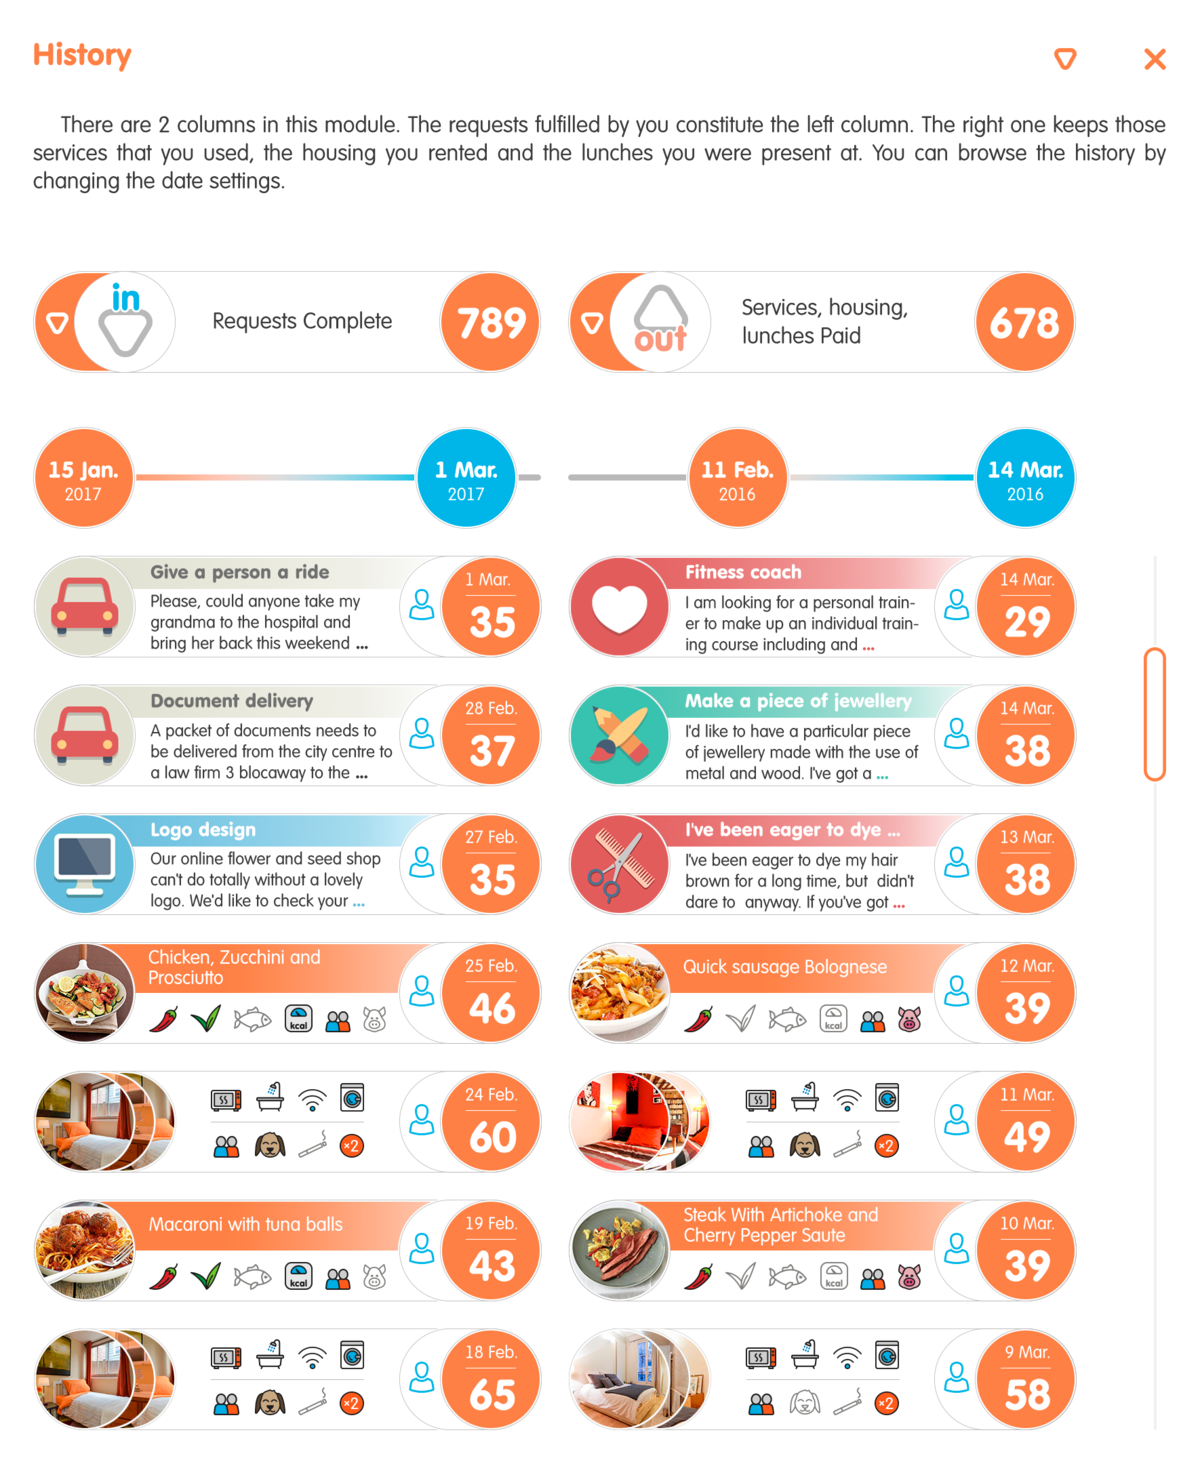 History
There are 2 columns in this module. The requests fulfilled by you constitute the left column. The right one keeps those
services that you used, the housing you rented and the lunches you were present at. You can browse the history by
changing the date settings.
in
Requests Complete
789
out
Services, housing,
lunches Paid
678
15 Jan.
2017
1 Mar.
2017
11 Feb.
2016
14 Mar.
2016
Give a person a ride
Please, could anyone take my
grandma to the hospital and
bring her back this weekend ...
1 Mar.
35
Fitness coach
I am looking for a personal train-
er to make up an individual train-
ing course including and ...
14 Mar.
29
Document delivery
A packet of documents needs to
be delivered from the city centre to
a law firm 3 blocaway to the ...
28 Feb.
37
Make a piece of jewellery
I'd like to have a particular piece
of jewellery made with the use of
metal and wood. I've got a ...
14 Mar.
38
Logo design
Our online flower and seed shop
can't do totally without a lovely
logo. We'd like to check your ...
27 Feb.
35
I've been eager to dye ...
I've been eager to dye my hair
brown for a long time, but didn't
dare to anyway. If you've got ...
13 Mar.
38
Chicken, Zucchini and
Prosciutto
kcal
25 Feb.
46
Quick sausage Bolognese
kcal
12 Mar.
39
×2
24 Feb.
60
×2
11 Mar.
49
Macaroni with tuna balls
kcal
19 Feb.
43
Steak With Artichoke and
Cherry Pepper Saute
kcal
10 Mar.
39
×2
18 Feb.
65
×2
9 Mar.
58